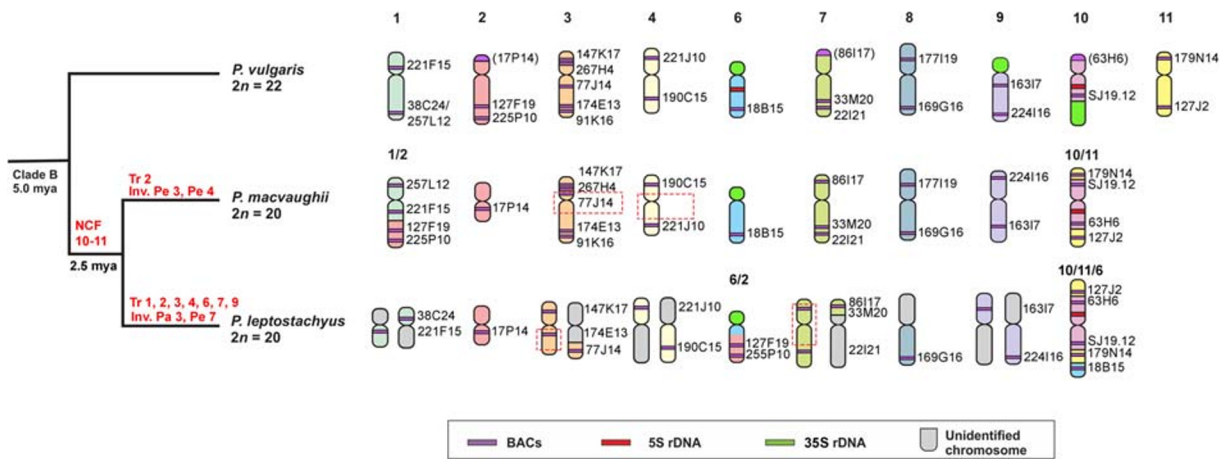 1 2 3 4 6 7 8 9 10 11
P. vulgaris
2n = 22
221F15
38C24/
257L12
(17P14)
127F19
225P10
147K17
267H4
77J14
174E13
91K16
221J10
190C15
18B15
(86I17)
33M20
22I21
177I19
169G16
163I7
224I16
(63H6)
SJ19.12
179N14
127J2
Clade B
5.0 mya
NCF
10-11
2.5 mya
Tr 2
Inv. Pe 3, Pe 4
P. macvaughii
2n = 20
1/2
257L12
221F15
127F19
225P10
17P14
147K17
267H4
77J14
174E13
91K16
190C15
221J10
18B15
86I17
33M20
22I21
177I19
169G16
224I16
163I7
10/11
179N14
SJ19.12
63H6
127J2
Tr 1, 2, 3, 4, 6, 7, 9
Inv. Pa 3, Pe 7
P. leptostachyus
2n = 20
38C24
221F15
17P14
147K17
174E13
77J14
221J10
190C15
6/2
127F19
255P10
86I17
33M20
22I21
169G16
163I7
224I16
10/11/6
127J2
63H6
SJ19.12
179N14
18B15
BACs
5S rDNA
35S rDNA
Unidentified
chromosome